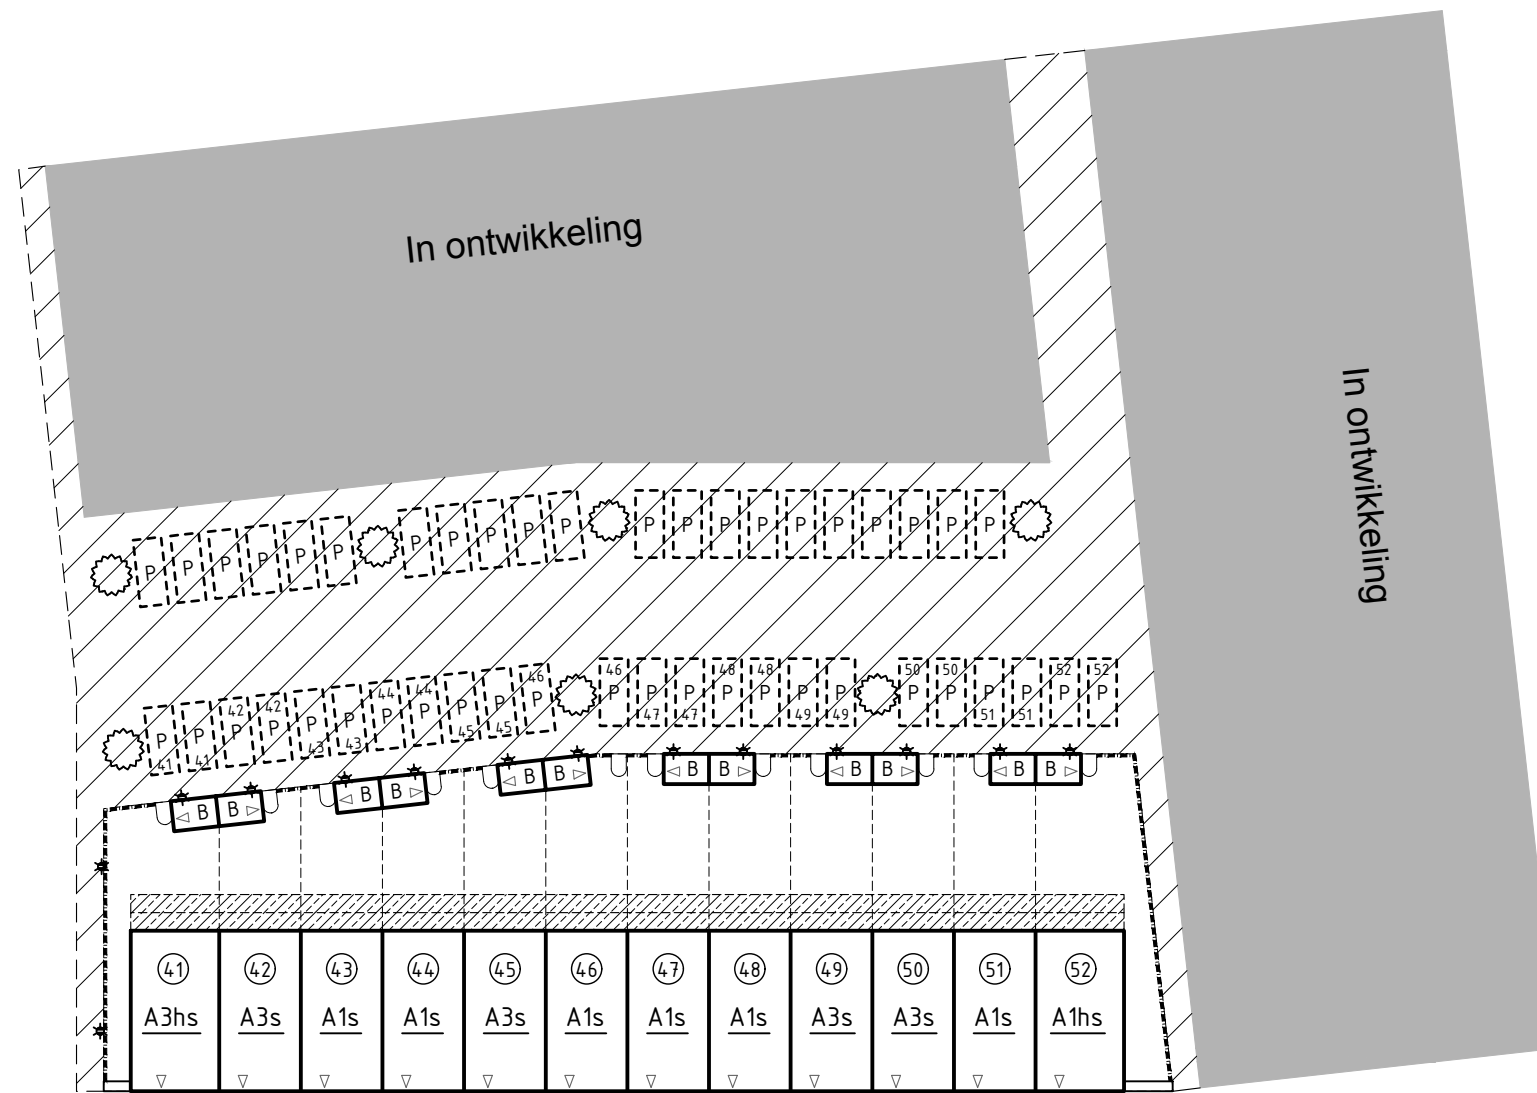 In ontwikkeling
In ontwikkeling
P P P P P P P P P P P P P P P P P P P P P
42 42 44 44 46 46 48 48 50 50 52 52
P P P P P P P P P P P P P P P P P P P P P P P P
41 41 43 43 45 45 47 47 49 49 51 51
B B B B B B B B B B B B
41 42 43 44 45 46 47 48 49 50 51 52
A3hs A3s A1s A1s A3s A1s A1s A1s A3s A3s A1s A1hs